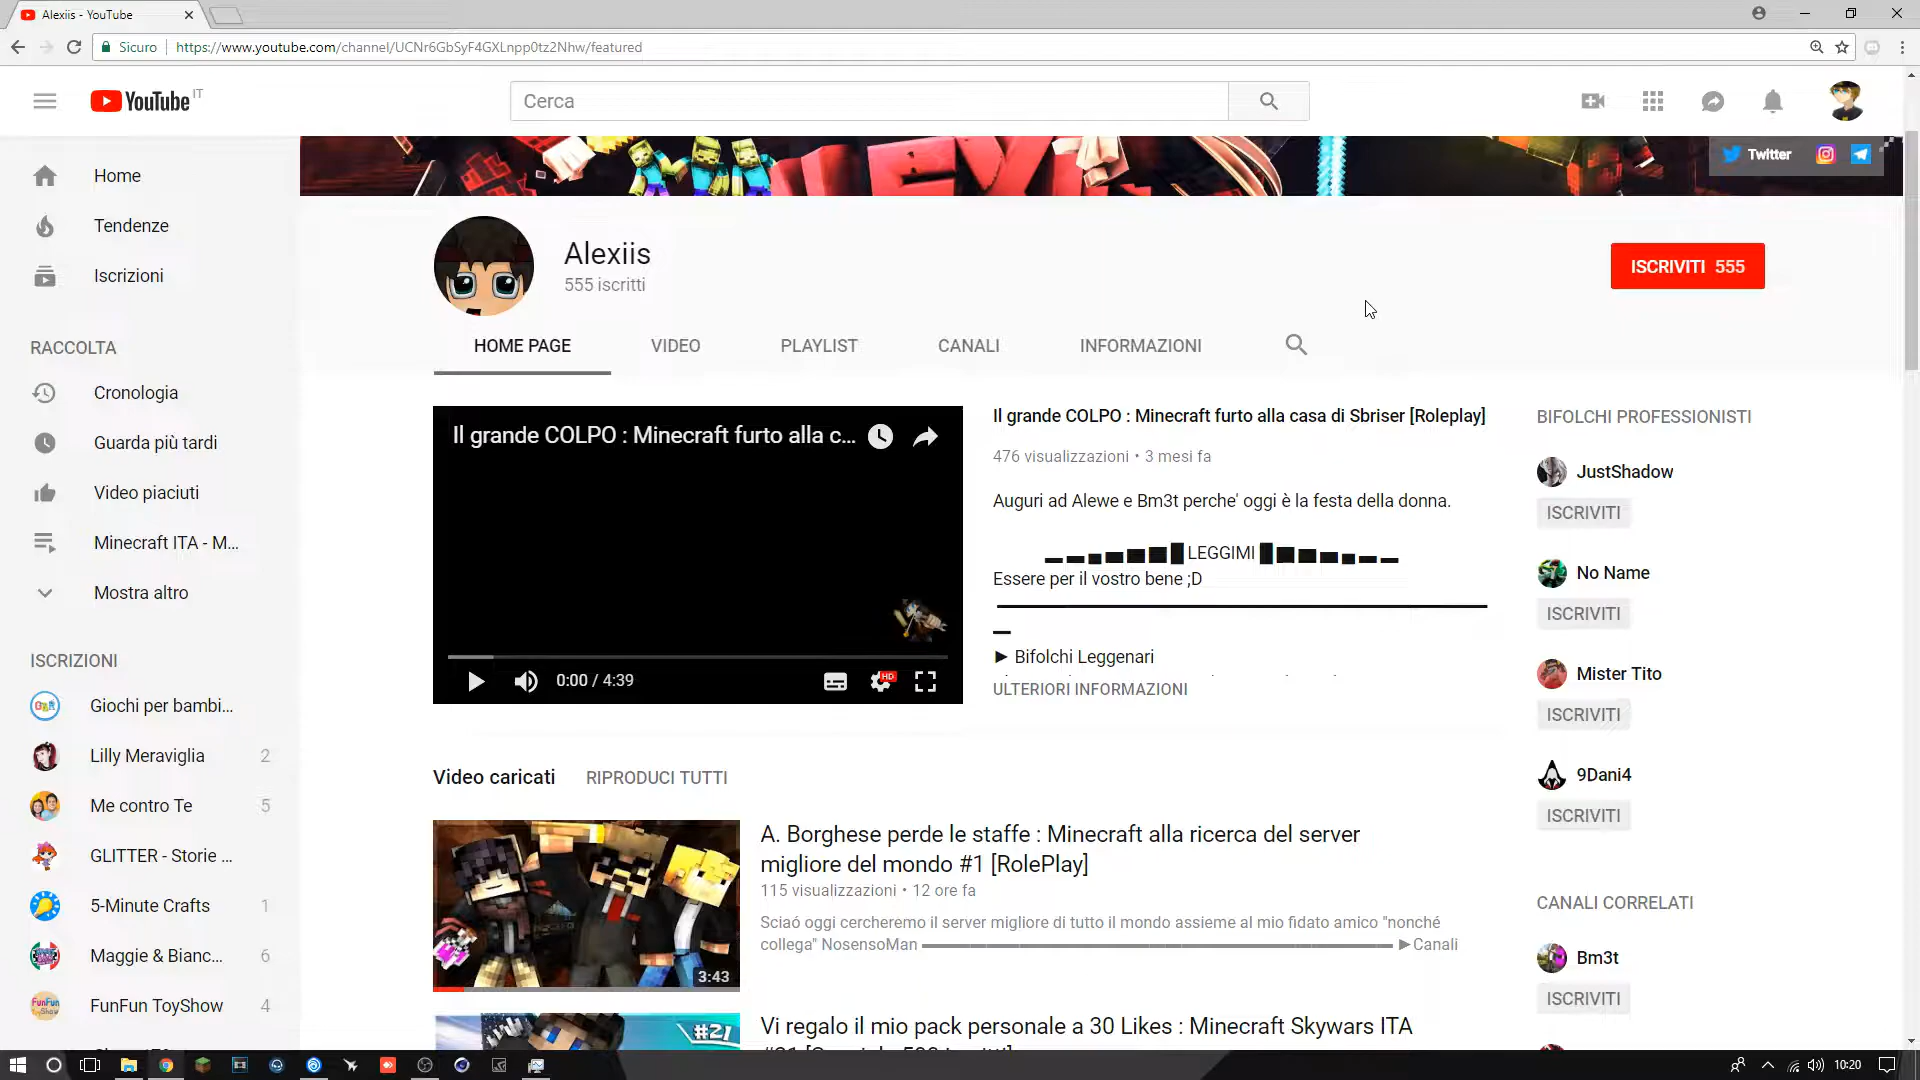 Alexiis - YouTube
Sicuro
https://www.youtube.com/channel/UCNr6GbSyF4GXLnpp0tz2Nhw/featured
YouTube IT
Cerca
Twitter
Home
Tendenze
Iscrizioni
RACCOLTA
Cronologia
Guarda più tardi
Video piaciuti
Minecraft ITA - M...
Mostra altro
ISCRIZIONI
Giochi per bambi...
Lilly Meraviglia 2
Me contro Te 5
GLITTER - Storie ...
5-Minute Crafts 1
Maggie & Bianc... 6
FunFun ToyShow 4
Alexiis
555 iscritti
ISCRIVITI 555
HOME PAGE
VIDEO
PLAYLIST
CANALI
INFORMAZIONI
Il grande COLPO : Minecraft furto alla c...
0:00 / 4:39
HD
Il grande COLPO : Minecraft furto alla casa di Sbriser [Roleplay]
476 visualizzazioni • 3 mesi fa
Auguri ad Alewe e Bm3t perche' oggi è la festa della donna.
LEGGIMI
Essere per il vostro bene ;D
► Bifolchi Leggenari
ULTERIORI INFORMAZIONI
Video caricati
RIPRODUCI TUTTI
A. Borghese perde le staffe : Minecraft alla ricerca del server
migliore del mondo #1 [RolePlay]
115 visualizzazioni • 12 ore fa
Sciaó oggi cercheremo il server migliore di tutto il mondo assieme al mio fidato amico "nonché
collega" NosensoMan ►Canali
3:43
#21
Vi regalo il mio pack personale a 30 Likes : Minecraft Skywars ITA
BIFOLCHI PROFESSIONISTI
JustShadow
ISCRIVITI
No Name
ISCRIVITI
Mister Tito
ISCRIVITI
9Dani4
ISCRIVITI
CANALI CORRELATI
Bm3t
ISCRIVITI
10:20